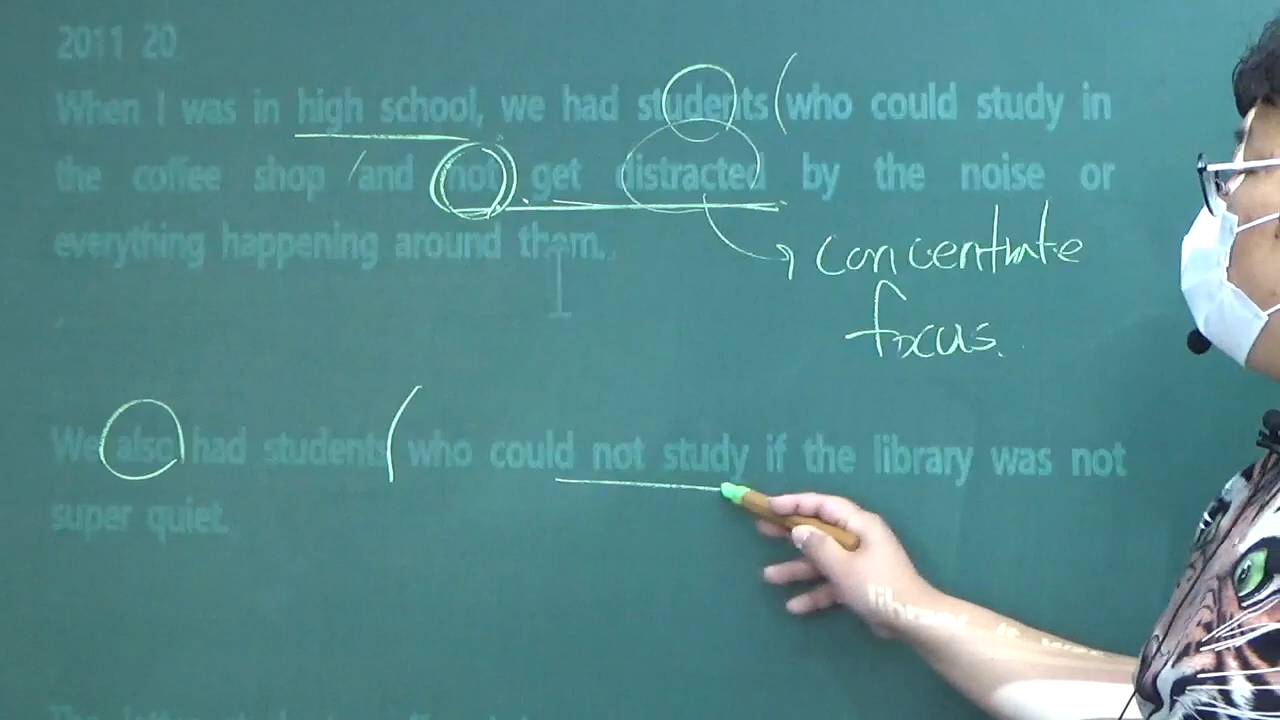 2011 20.
When I was in high school, we had students (who could study in
the coffee shop / and not get distracted by the noise or
everything happening around them.
concentrate
focus.
We also had students ( who could not study if the library was not
super quiet.